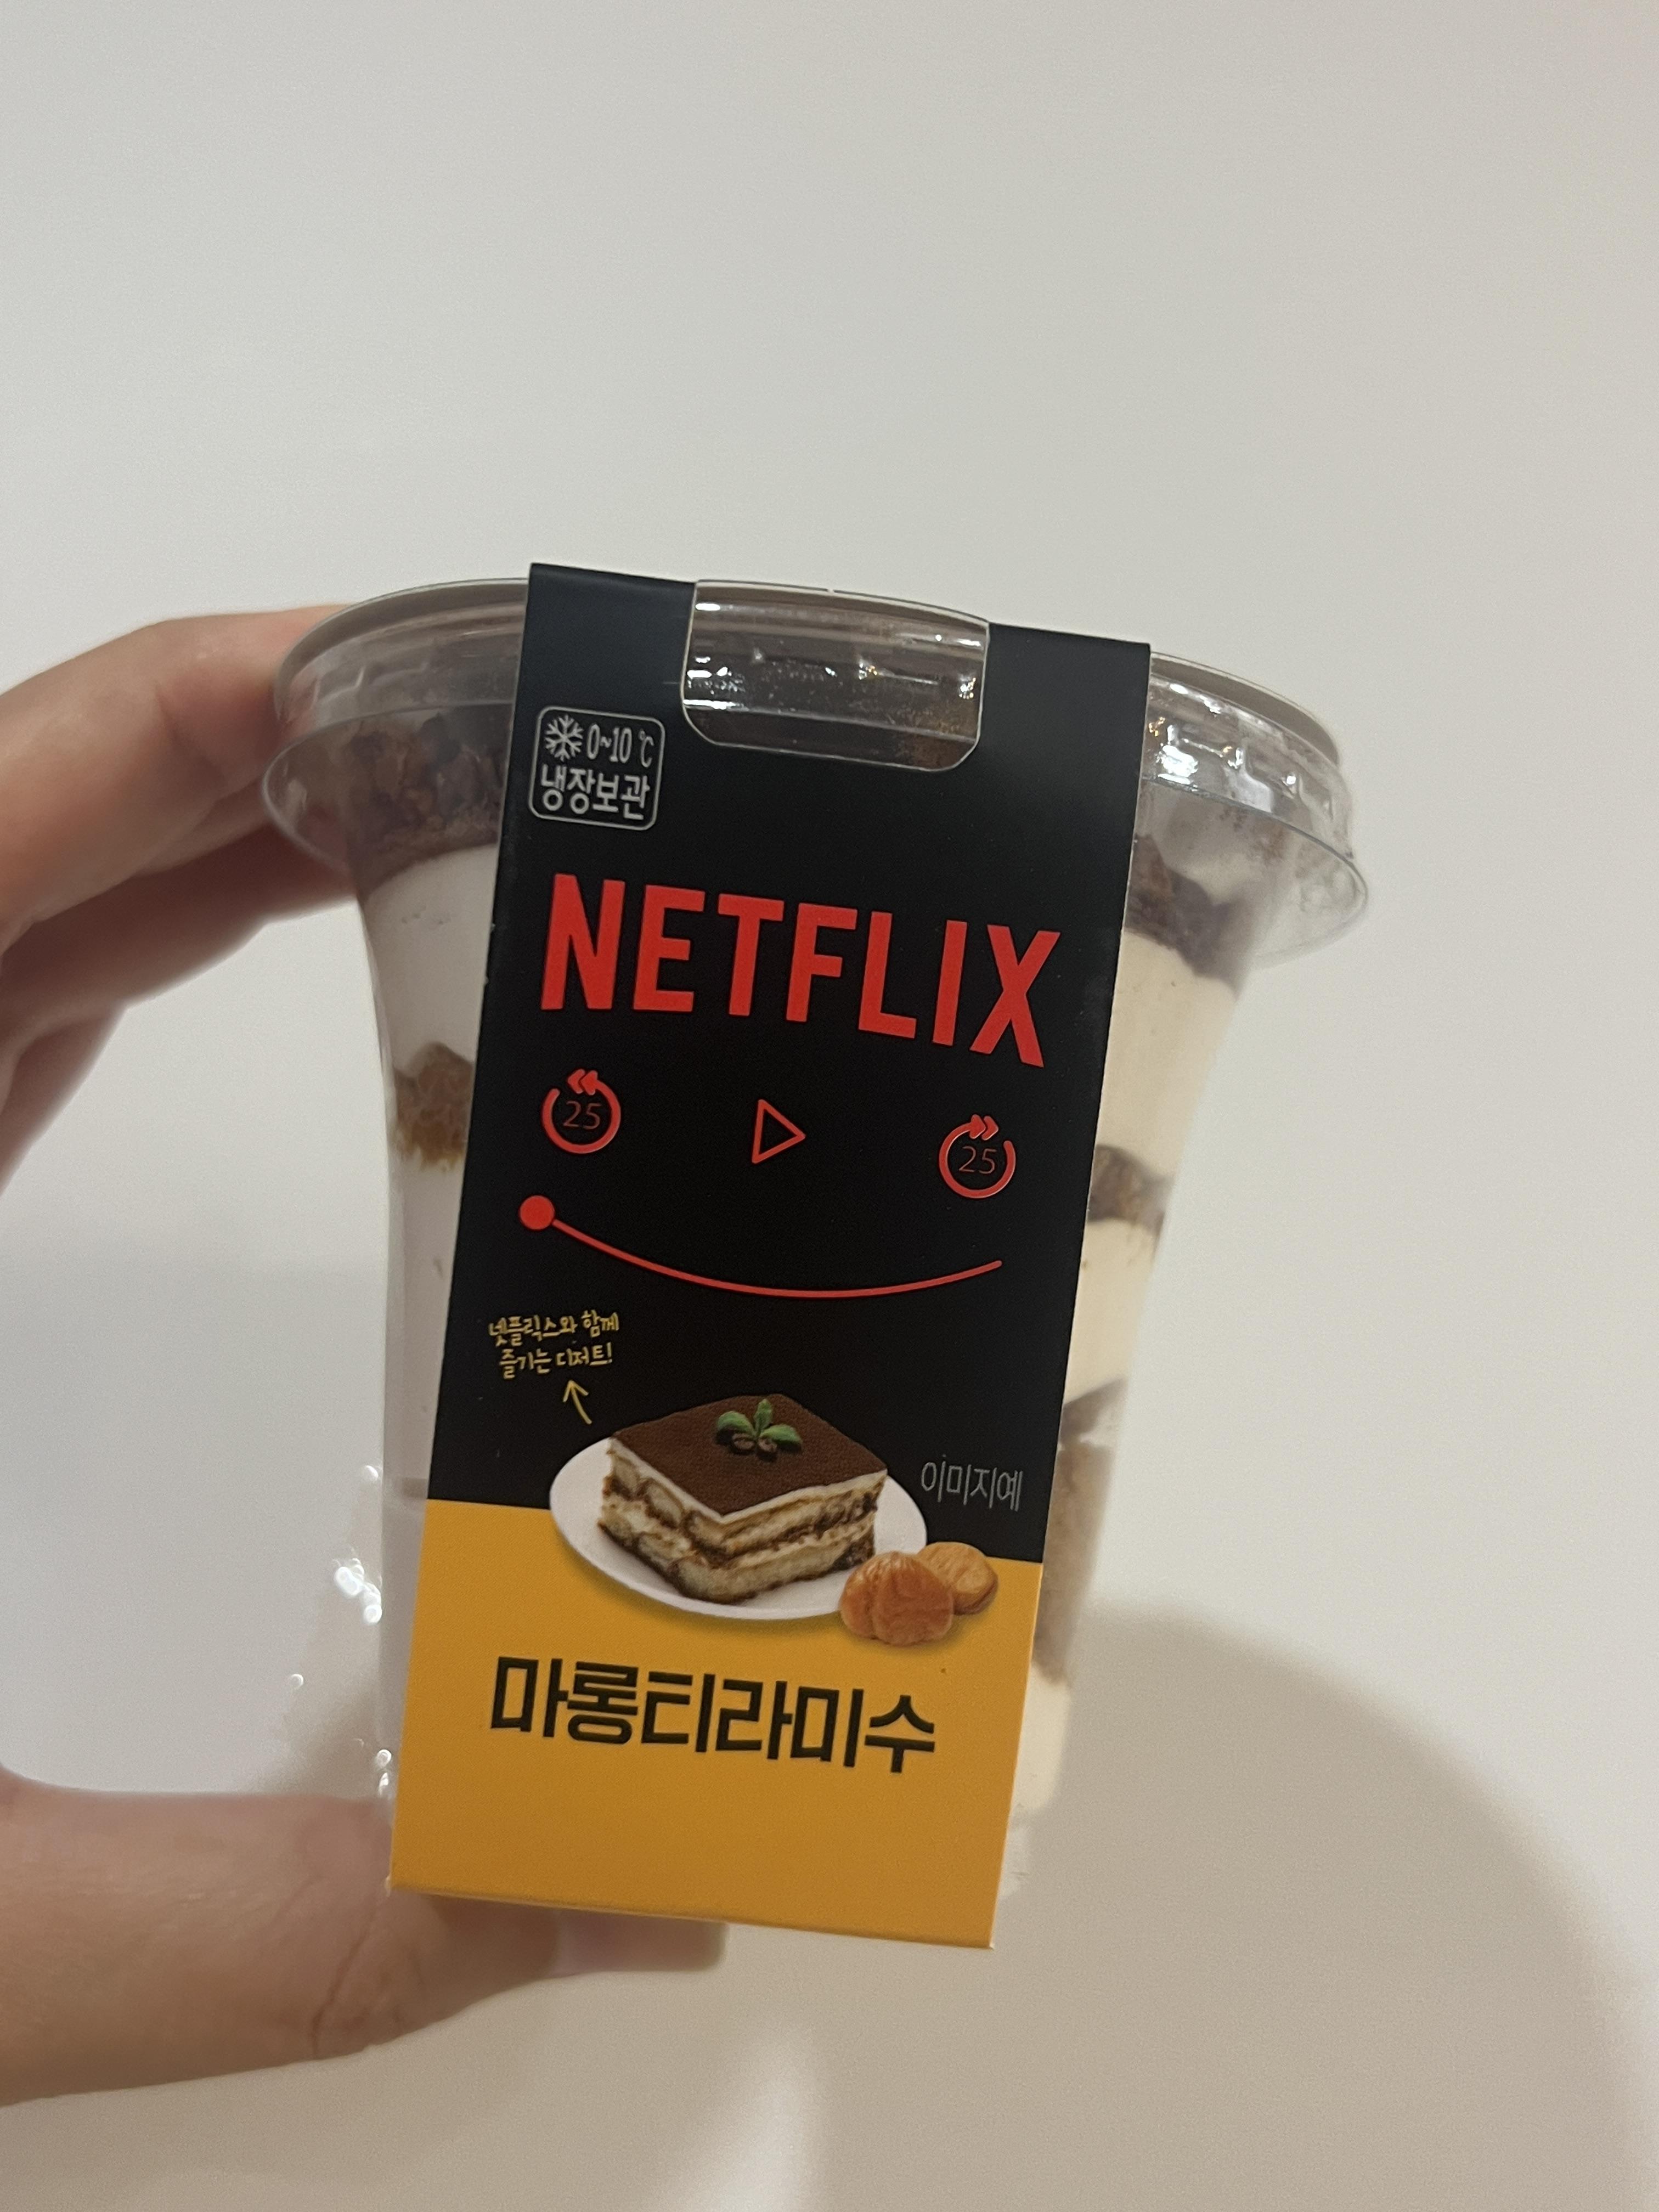 0~10℃
냉장보관
NETFLIX
25 25
넷플릭스와 함께
즐기는 디저트!
이미지예
마롱티라미수